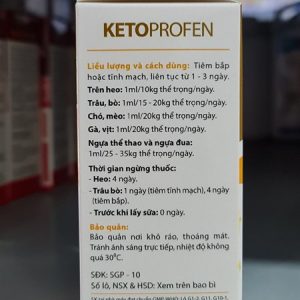 KETOPROFEN
Liều lượng và cách dùng: Tiêm bắp
hoặc tĩnh mạch, liên tục từ 1 - 3 ngày.
Trên heo: 1ml/10kg thể trọng/ngày.
Trâu, bò: 1ml/15 - 20kg thể trọng/ngày.
Chó, mèo: 1ml/20kg thể trọng/ngày.
Gà, vịt: 1ml/20kg thể trọng/ngày.
Ngựa thể thao và ngựa đua:
1ml/25 - 35kg thể trọng/ngày.
Thời gian ngừng thuốc:
- Heo: 4 ngày.
- Trâu bò: 1 ngày (tiêm tĩnh mạch), 4 ngày
(tiêm bắp).
- Trước khi lấy sữa: 0 ngày.
Bảo quản:
Bảo quản nơi khô ráo, thoáng mát.
Tránh ánh sáng trực tiếp, nhiệt độ không
quá 30⁰C.
SĐK: SGP - 10
Số lô, NSX & HSD: Xem trên bao bì